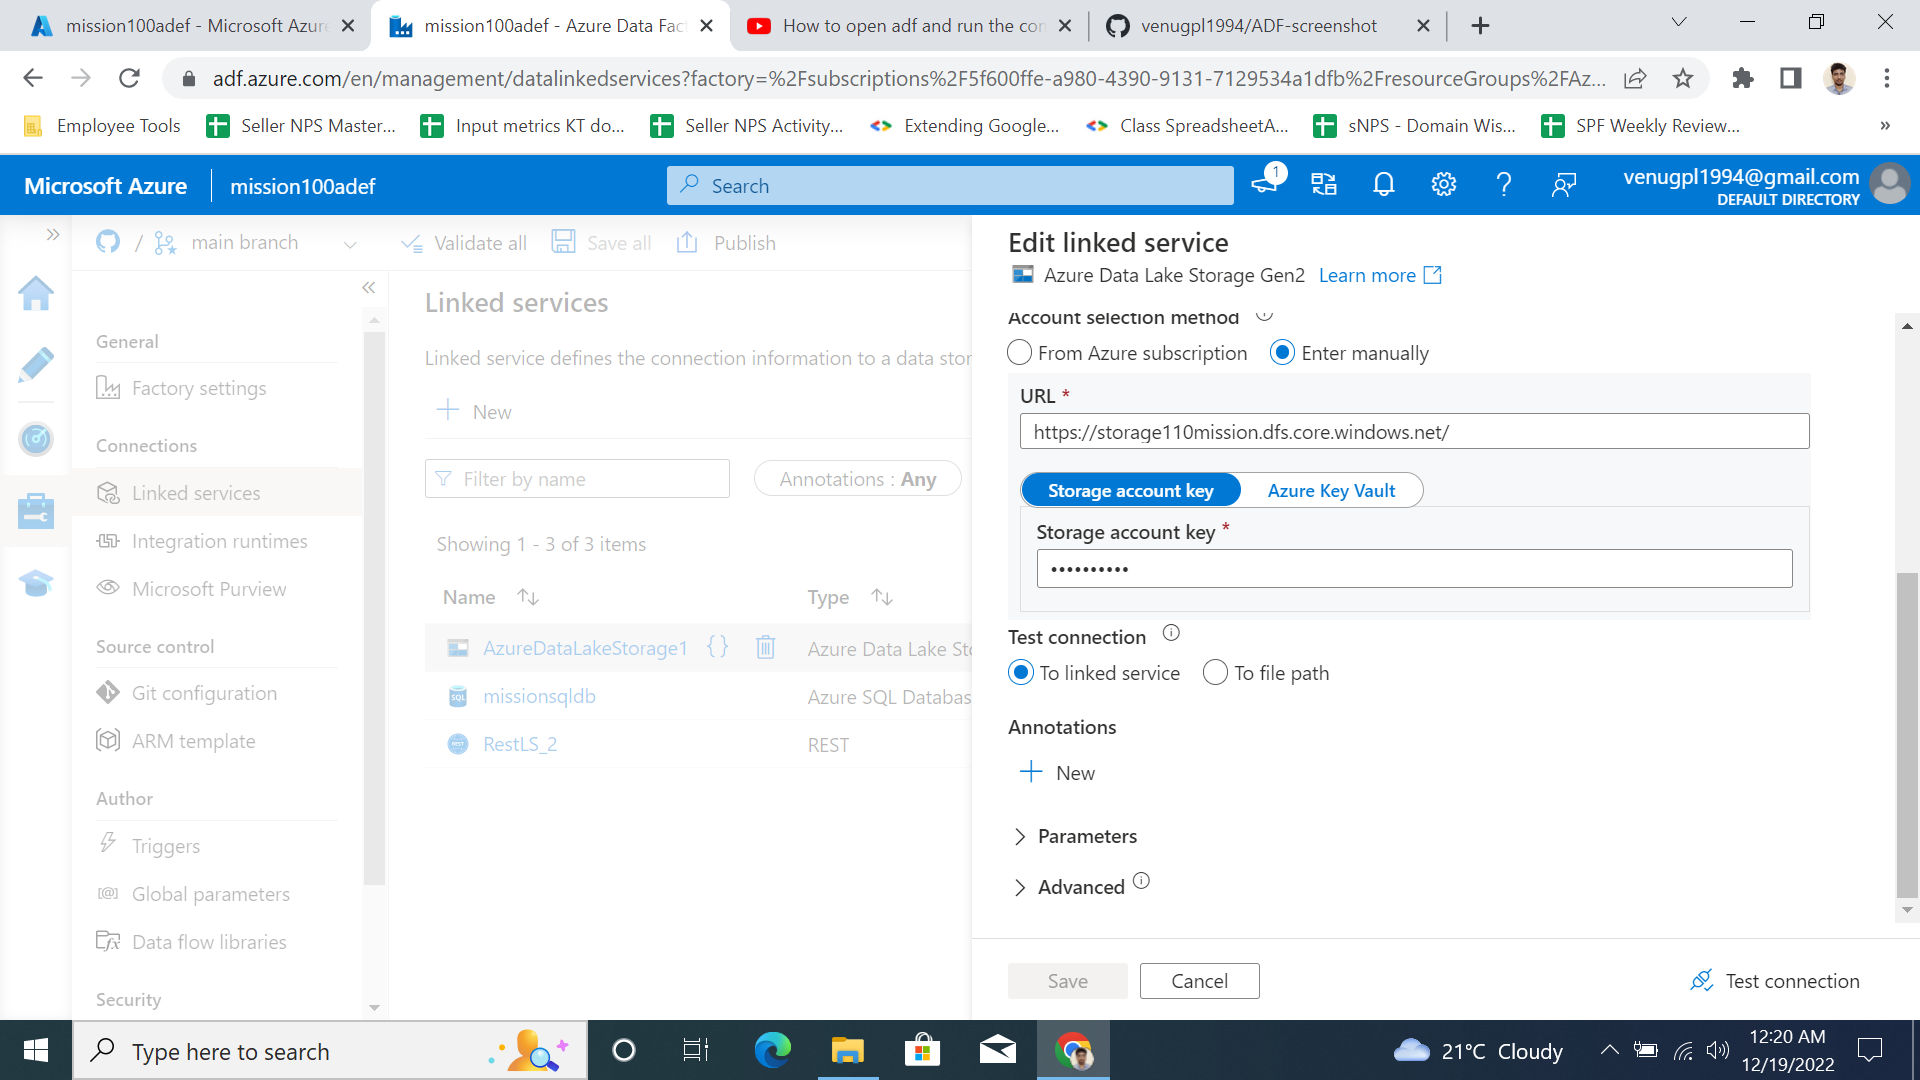 mission100adef - Microsoft Azure
mission100adef - Azure Data Fac
How to open adf and run the con
venugpl1994/ADF-screenshot
adf.azure.com/en/management/datalinkedservices?factory=%2Fsubscriptions%2F5f600ffe-a980-4390-9131-7129534a1dfb%2FresourceGroups%2FAz...
Employee Tools
Seller NPS Master...
Input metrics KT do...
Seller NPS Activity...
Extending Google...
Class SpreadsheetA...
sNPS - Domain Wis...
SPF Weekly Review...
»
Microsoft Azure
mission100adef
Search
1
venugpl1994@gmail.com
DEFAULT DIRECTORY
/ main branch
Validate all
Save all
Publish
General
Factory settings
Connections
Linked services
Integration runtimes
Microsoft Purview
Source control
Git configuration
ARM template
Author
Triggers
Global parameters
Data flow libraries
Security
Linked services
Linked service defines the connection information to a data stor
New
Filter by name
Annotations : Any
Showing 1 - 3 of 3 items
Name
Type
AzureDataLakeStorage1
Azure Data Lake Sto
missionsqldb
Azure SQL Databas
RestLS_2
REST
Edit linked service
Azure Data Lake Storage Gen2 Learn more
Account selection method
From Azure subscription
Enter manually
URL *
https://storage110mission.dfs.core.windows.net/
Storage account key
Azure Key Vault
Storage account key *
••••••••••
Test connection
To linked service
To file path
Annotations
New
Parameters
Advanced
Save
Cancel
Test connection
Type here to search
21°C Cloudy
12:20 AM
12/19/2022